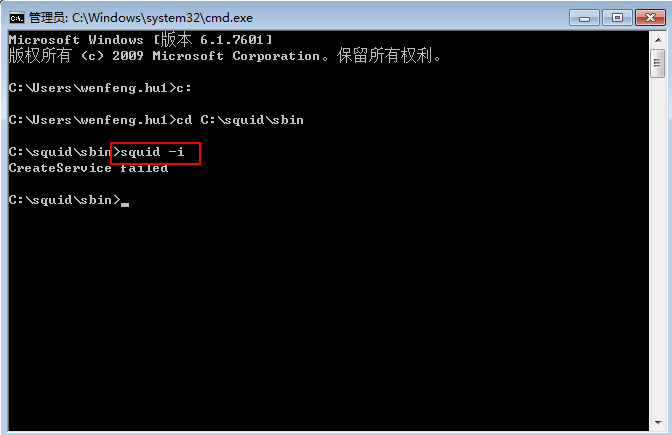 管理员: C:\Windows\system32\cmd.exe
Microsoft Windows [版本 6.1.7601]
版权所有 (c) 2009 Microsoft Corporation。保留所有权利。
C:\Users\wenfeng.hu1>c:
C:\Users\wenfeng.hu1>cd C:\squid\sbin
C:\squid\sbin>squid -i
CreateService failed
C:\squid\sbin>